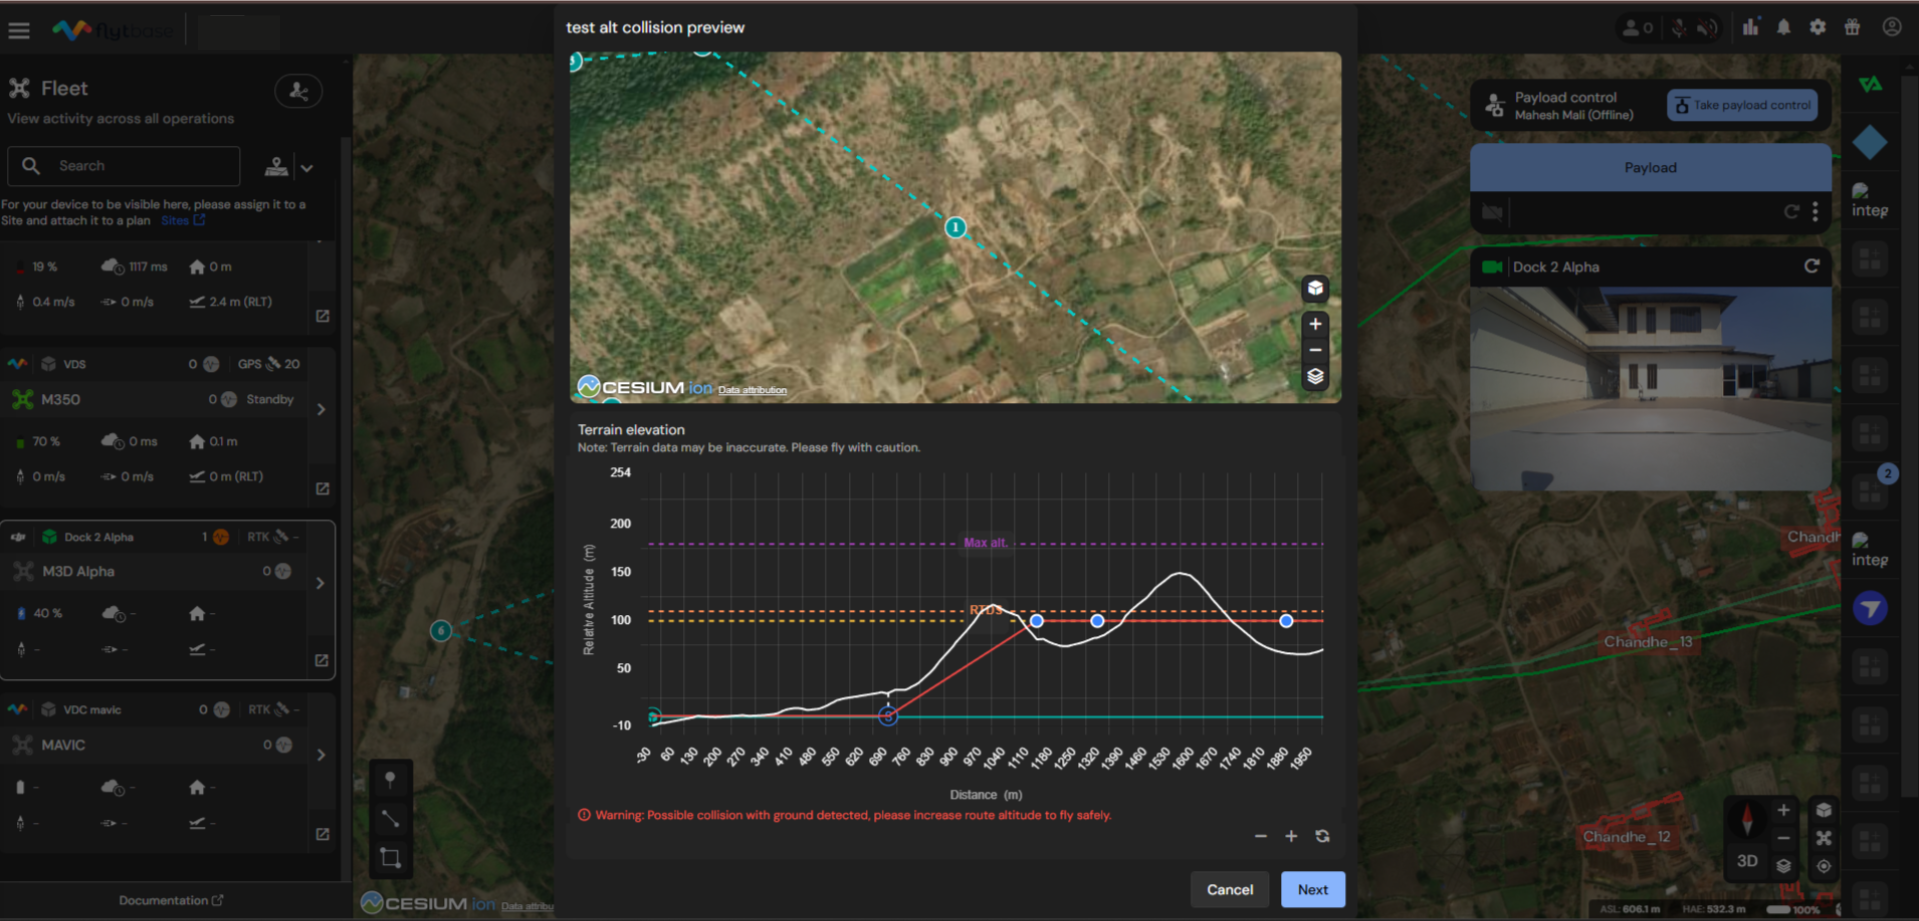 flytbase
test alt collision preview
0
Fleet
View activity across all operations
Search
For your device to be visible here, please assign it to a
Site and attach it to a plan Sites
19 % 1117 ms 0 m
0.4 m/s 0 m/s 2.4 m (RLT)
VDS 0 GPS 20
M350 0 Standby
70 % 0 ms 0.1 m
0 m/s 0 m/s 0 m (RLT)
Dock 2 Alpha 1 RTK -
M3D Alpha 0
40 % - -
- - -
VDC mavic 0 RTK -
MAVIC 0
- - -
- - -
Documentation
6
CESIUM ion Data attribu
3
1
CESIUM ion Data attribution
Terrain elevation
Note: Terrain data may be inaccurate. Please fly with caution.
Relative Altitude (m)
254
200
150
100
50
-10
Max alt.
RTDS
-30 60 130 200 270 340 410 480 550 620 690 760 830 900 970 1040 1110 1180 1250 1320 1390 1460 1530 1600 1670 1740 1810 1880 1950
Distance (m)
Warning: Possible collision with ground detected, please increase route altitude to fly safely.
Cancel Next
Payload control
Mahesh Mali (Offline)
Take payload control
Payload
Dock 2 Alpha
integ
2
integ
Chandh
Chandhe_13
Chandhe_12
3D
ASL: 606.1 m HAE: 532.3 m 100%